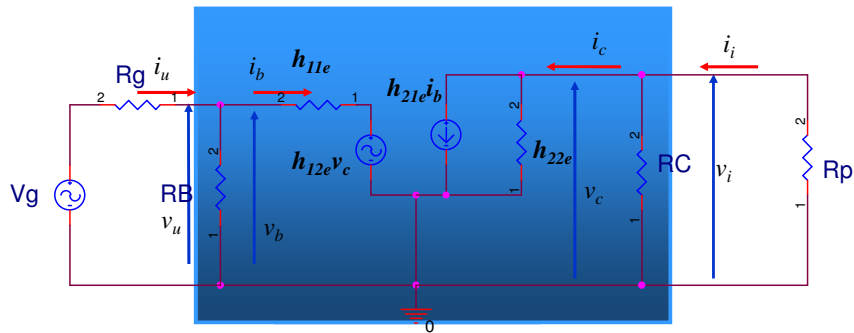 Rg
i_u
i_b
h_11e
i_c
i_i
2
1
2
1
h_21e i_b
2
h_12e v_c
h_22e
2
2
2
Vg
RB
RC
Rp
v_u
v_b
v_c
v_i
1
1
1
1
0